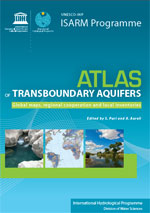 UNESCO-IHP
ISARM Programme
ATLAS
OF TRANSBOUNDARY AQUIFERS
Global maps, regional cooperation and local inventories
Edited by S. Puri and A. Aureli
International Hydrological Programme
Division of Water Sciences